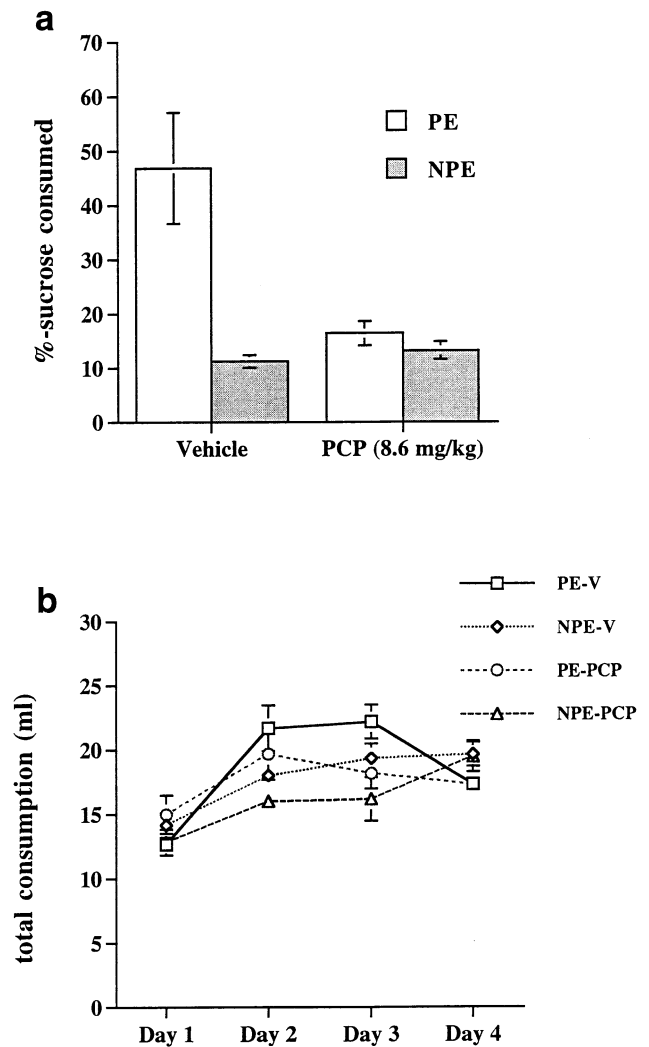 a
70
60
50
40
30
20
10
0
%-sucrose consumed
PE
NPE
Vehicle PCP (8.6 mg/kg)
b
PE-V
NPE-V
PE-PCP
NPE-PCP
30
25
20
15
10
5
0
total consumption (ml)
Day 1 Day 2 Day 3 Day 4